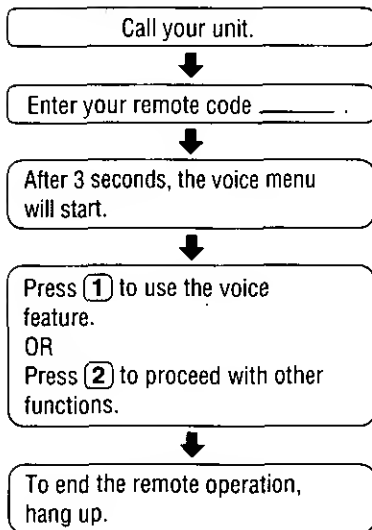 Call your unit.
Enter your remote code ______ .
After 3 seconds, the voice menu
will start.
Press 1 to use the voice
feature.
OR
Press 2 to proceed with other
functions.
To end the remote operation,
hang up.